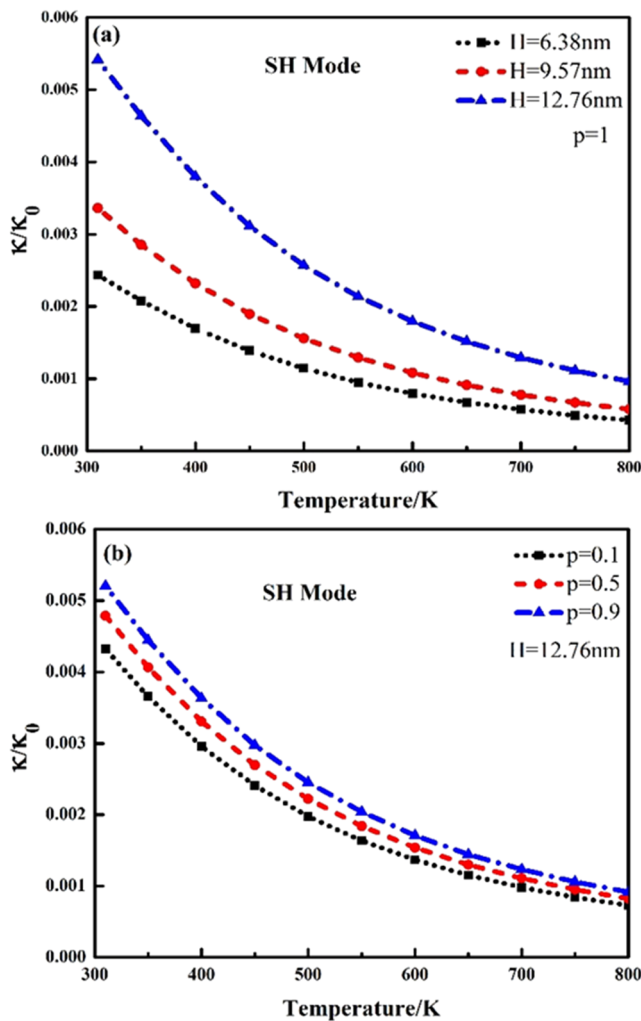 (a)
SH Mode
H=6.38nm
H=9.57nm
H=12.76nm
p=1
κ/κ0
0.006
0.005
0.004
0.003
0.002
0.001
0.000
300 400 500 600 700 800
Temperature/K
(b)
SH Mode
p=0.1
p=0.5
p=0.9
H=12.76nm
κ/κ0
0.006
0.005
0.004
0.003
0.002
0.001
0.000
300 400 500 600 700 800
Temperature/K